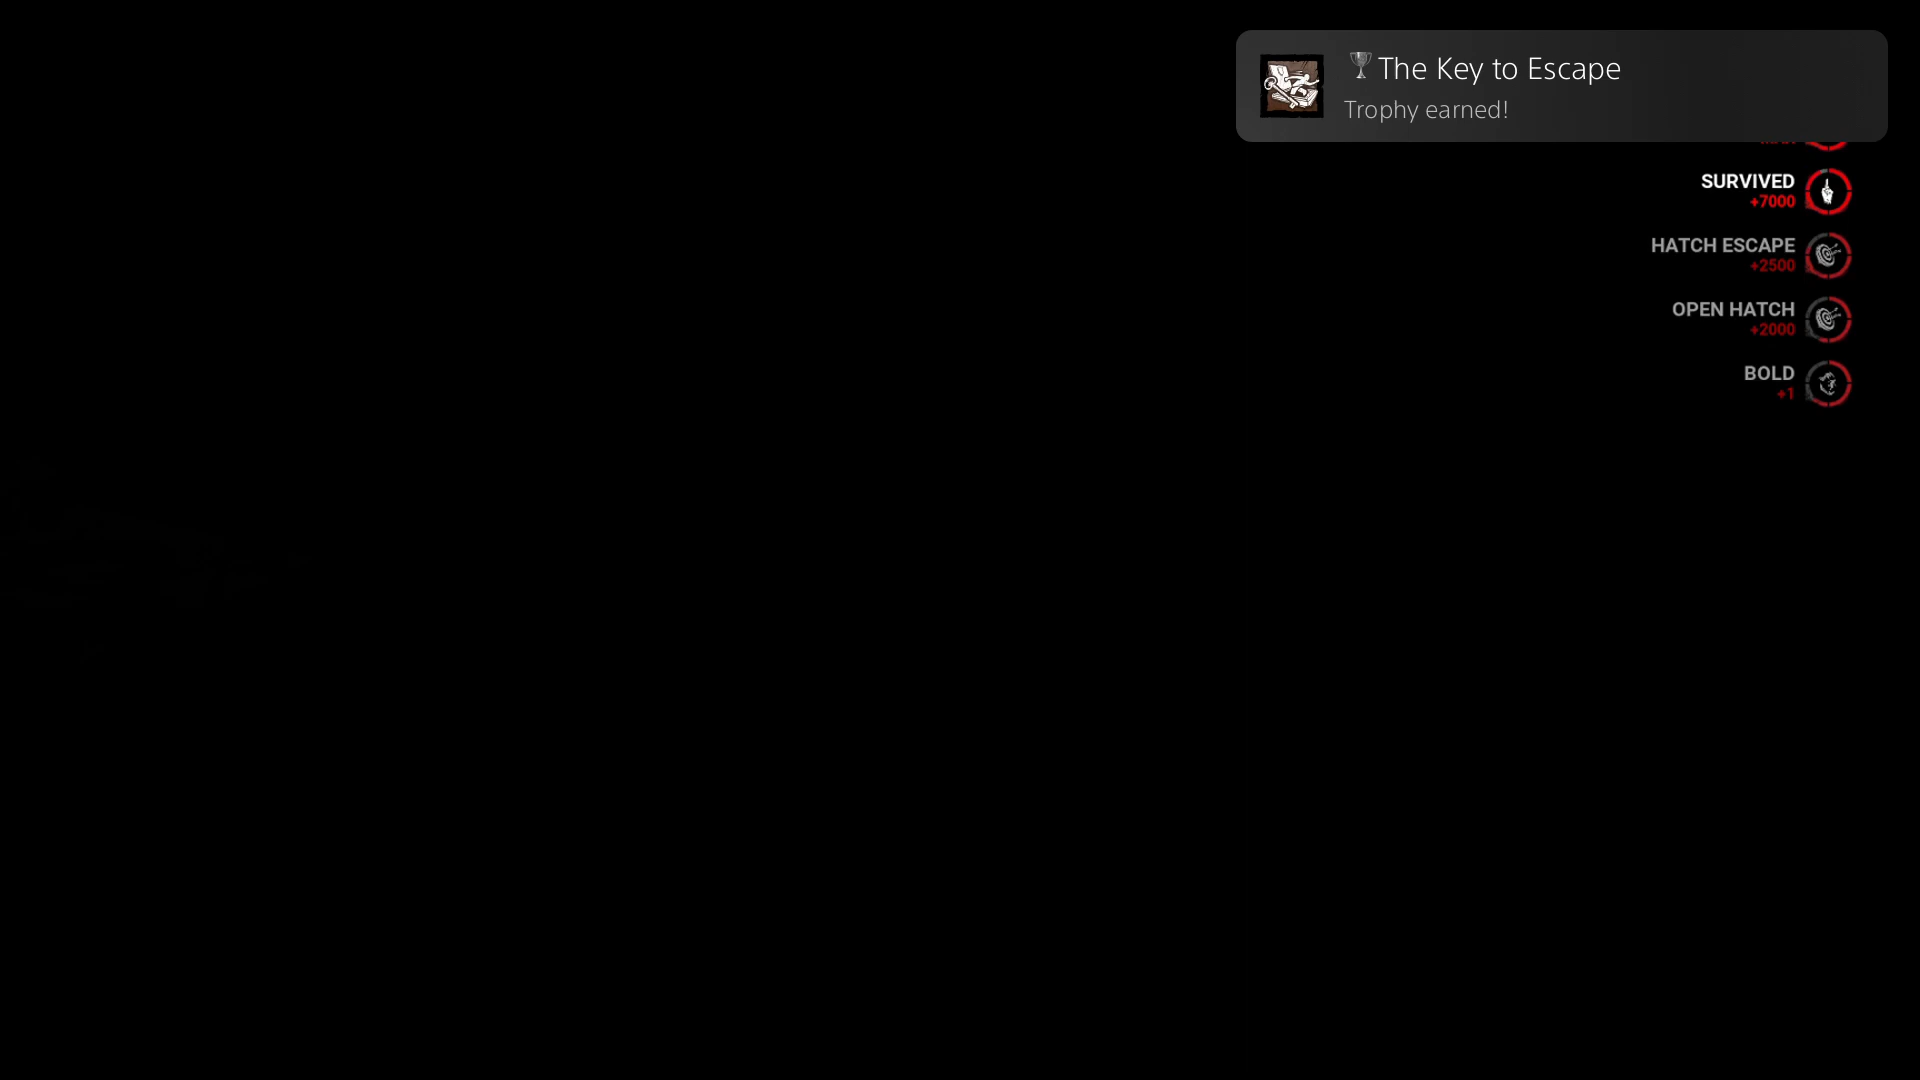 The Key to Escape
Trophy earned!
SURVIVED
+7000
HATCH ESCAPE
+2500
OPEN HATCH
+2000
BOLD
+1